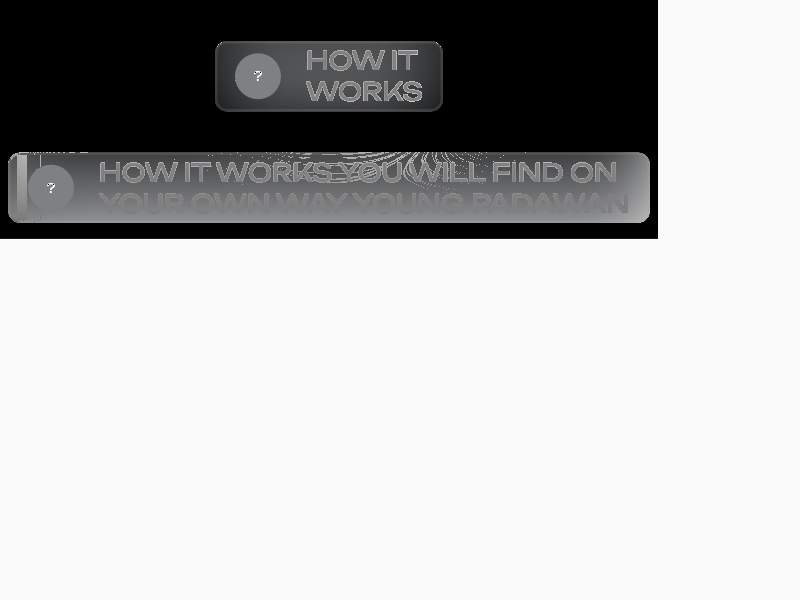 ?
HOW IT
WORKS
?
HOW IT WORKS YOU WILL FIND ON
YOUR OWN WAY YOUNG PADAWAN